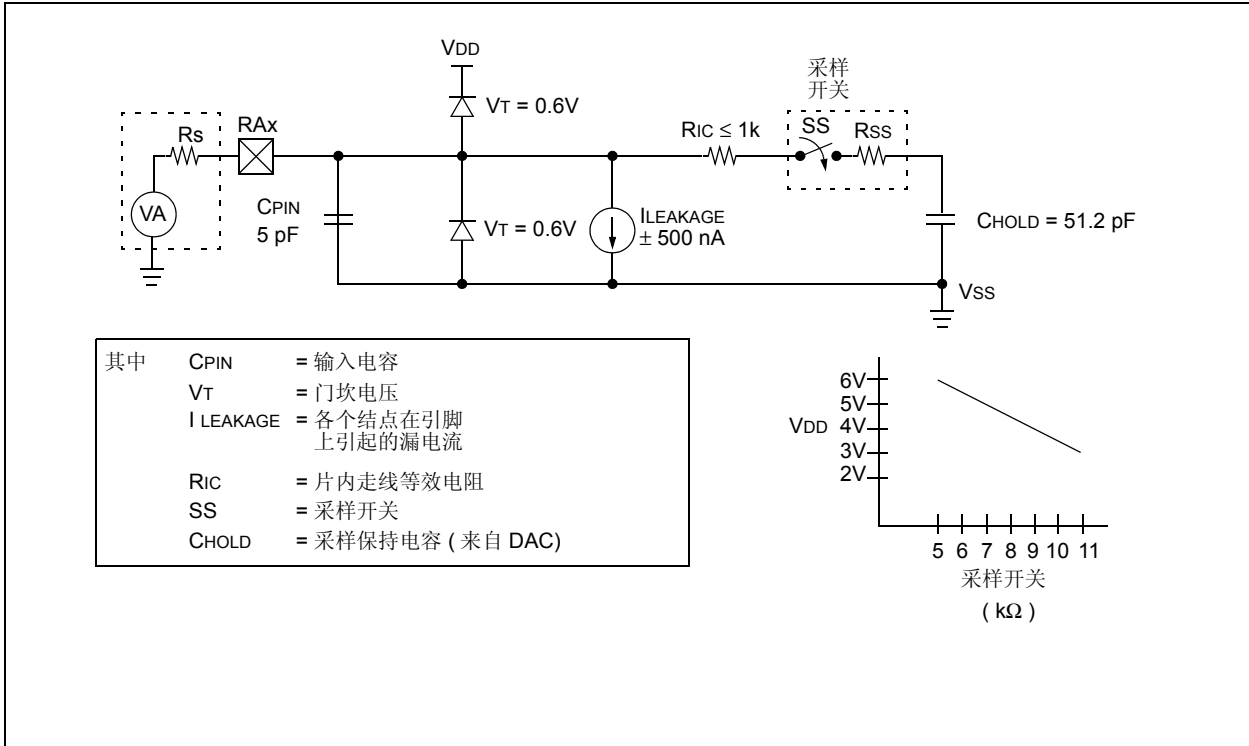 VDD
VT = 0.6V
Rs
RAx
VA
CPIN
5 pF
VT = 0.6V
ILEAKAGE
± 500 nA
RIC ≤ 1k
采样
开关
SS
RSS
CHOLD = 51.2 pF
VSS
其中 CPIN = 输入电容
VT = 门坎电压
I LEAKAGE = 各个结点在引脚
上引起的漏电流
RIC = 片内走线等效电阻
SS = 采样开关
CHOLD = 采样保持电容 ( 来自 DAC)
VDD
6V
5V
4V
3V
2V
5 6 7 8 9 10 11
采样开关
( kΩ )